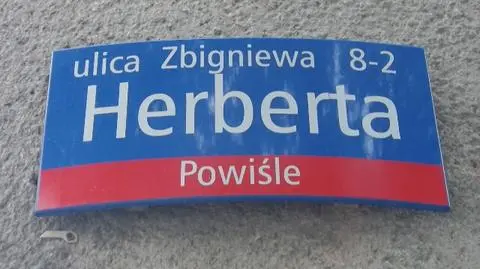 ulica Zbigniewa 8-2
Herberta
Powiśle